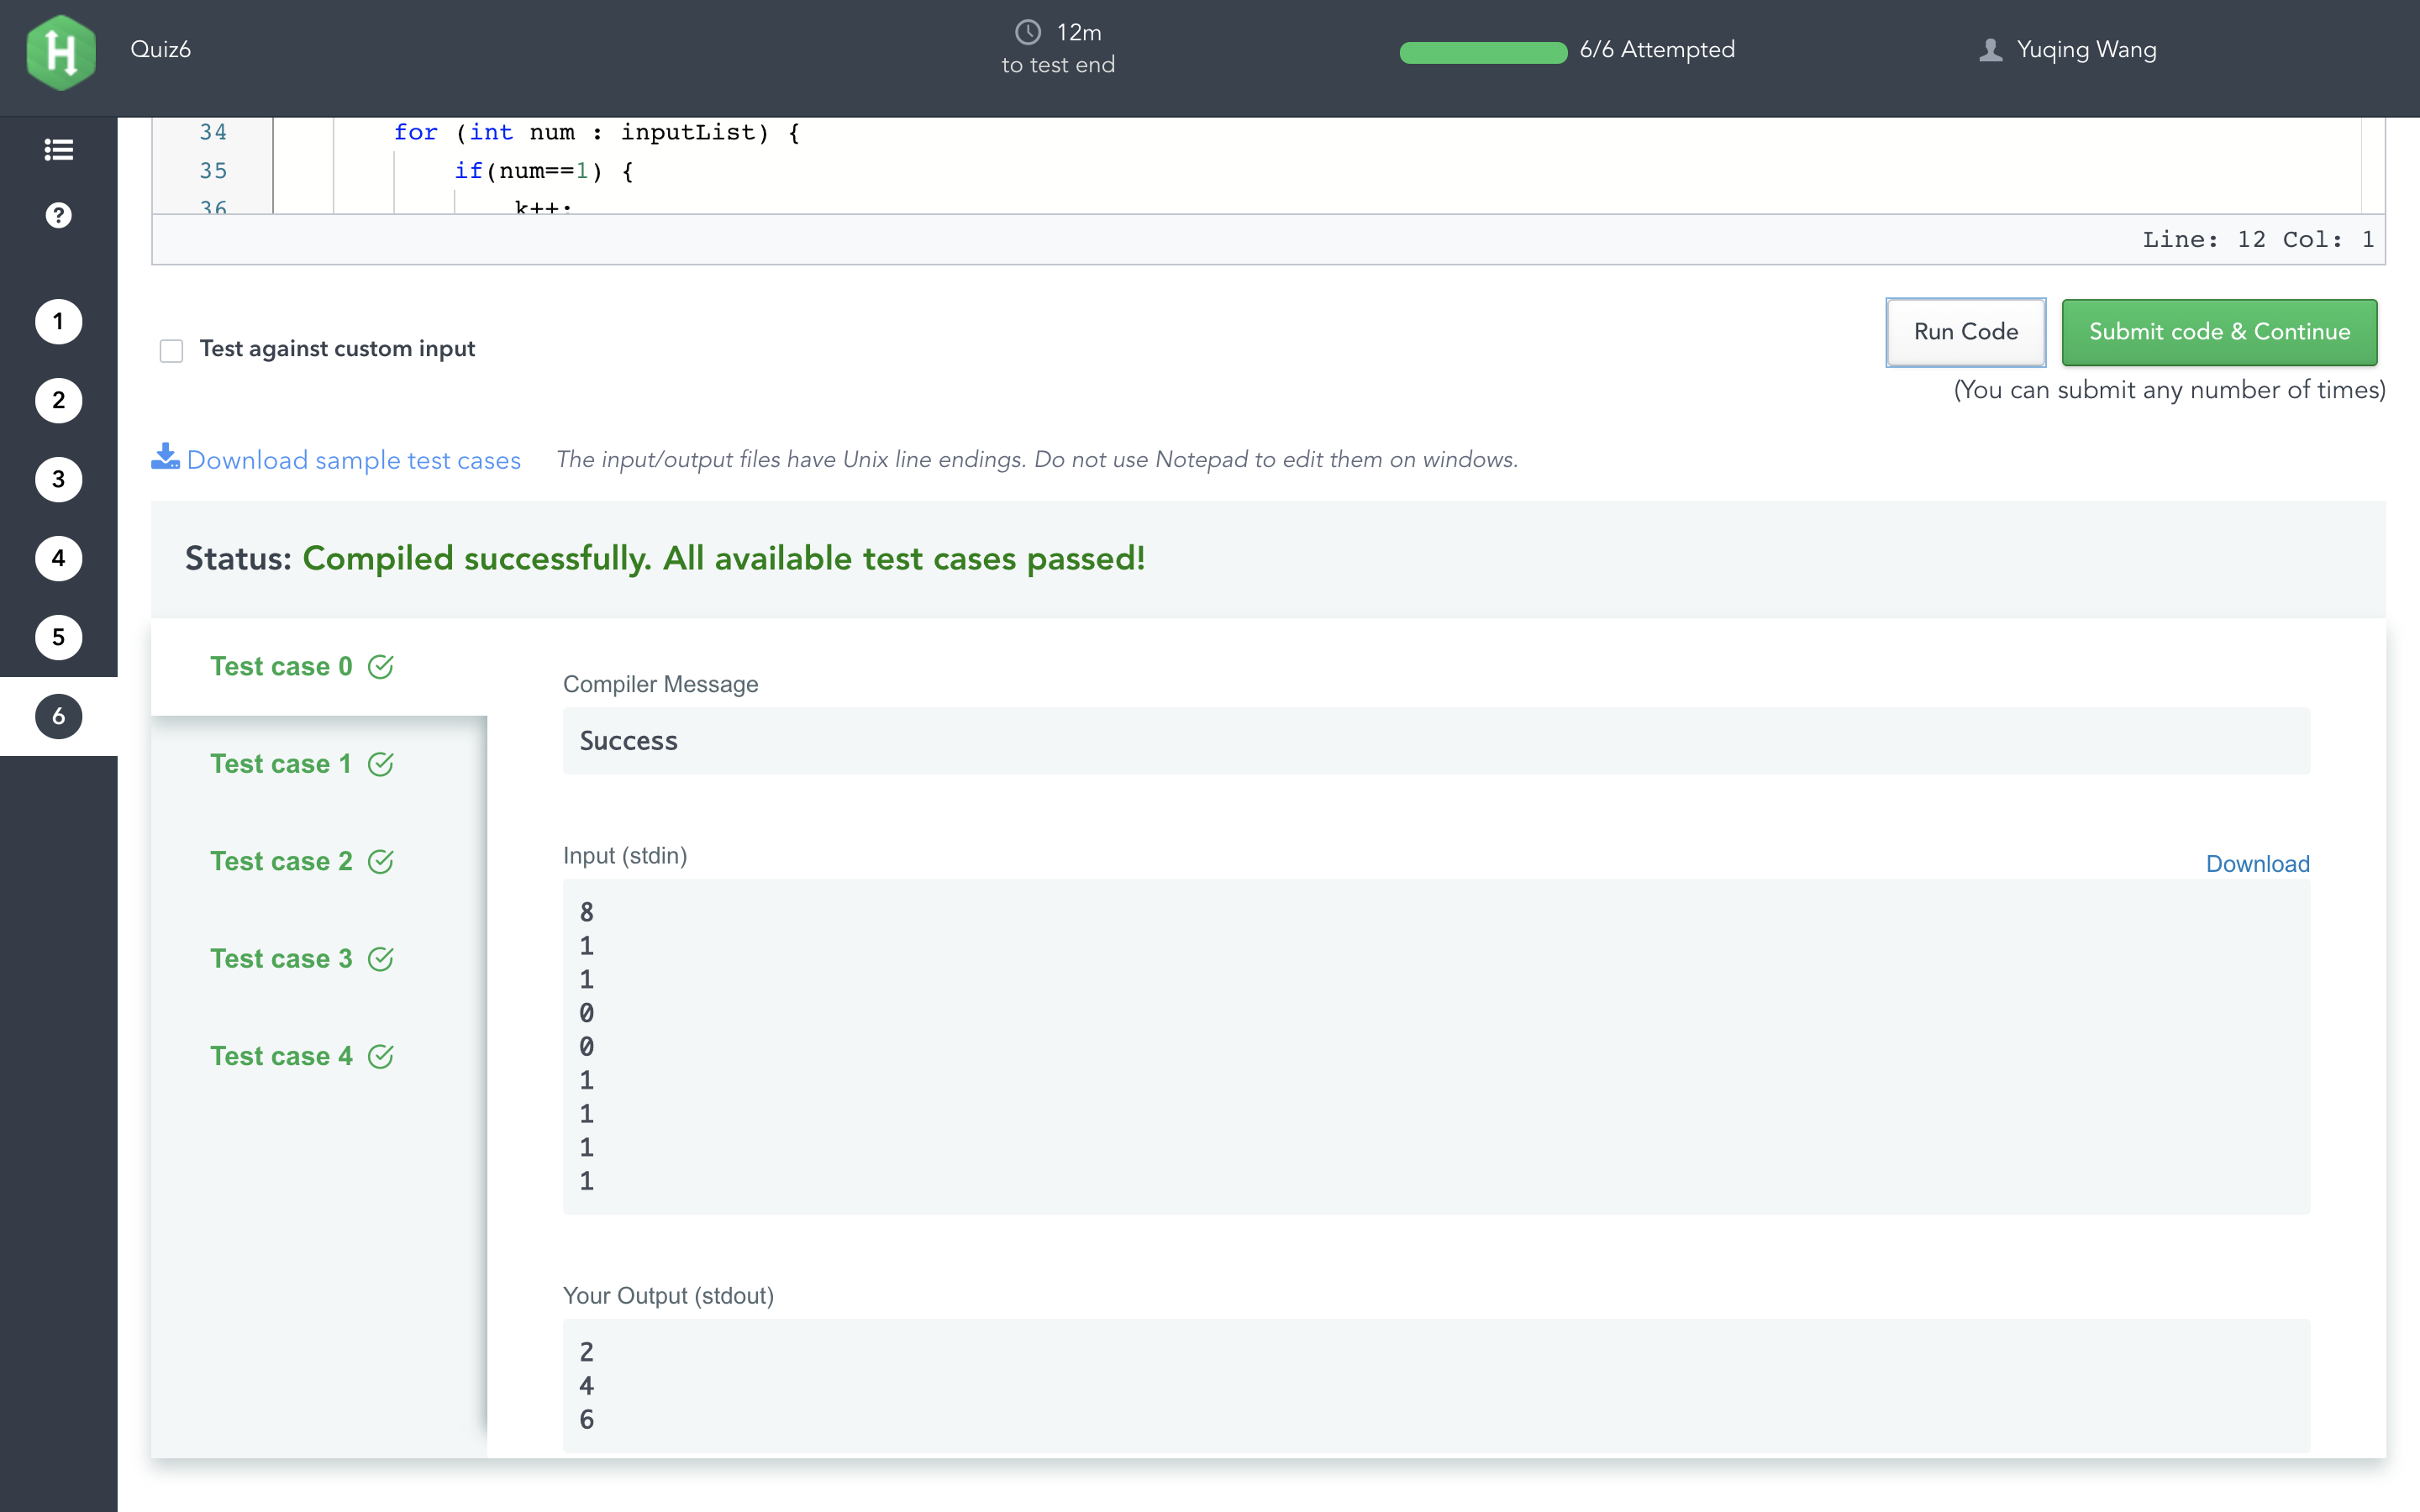 H
Quiz6
12m
to test end
6/6 Attempted
Yuqing Wang
34 for (int num : inputList) {
35 if(num==1) {
36 k++;
Line: 12 Col: 1
?
1
2
3
4
5
6
Test against custom input
Run Code
Submit code & Continue
(You can submit any number of times)
Download sample test cases
The input/output files have Unix line endings. Do not use Notepad to edit them on windows.
Status: Compiled successfully. All available test cases passed!
Test case 0
Test case 1
Test case 2
Test case 3
Test case 4
Compiler Message
Success
Input (stdin)
Download
8
1
1
0
0
1
1
1
1
Your Output (stdout)
2
4
6